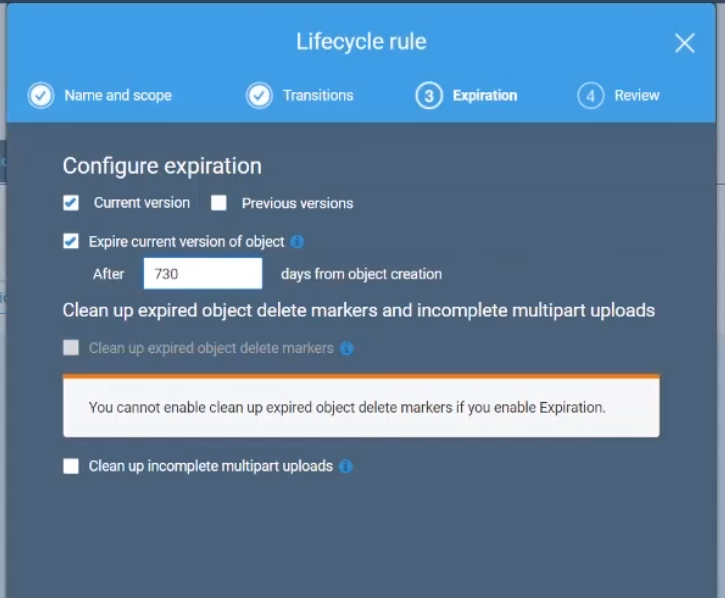 Lifecycle rule
Name and scope
Transitions
3 Expiration
4 Review
Configure expiration
Current version
Previous versions
Expire current version of object
After 730 days from object creation
Clean up expired object delete markers and incomplete multipart uploads
Clean up expired object delete markers
You cannot enable clean up expired object delete markers if you enable Expiration.
Clean up incomplete multipart uploads